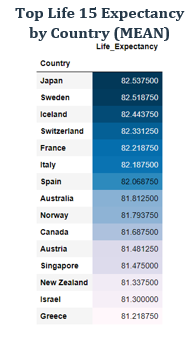 Top Life 15 Expectancy
by Country (MEAN)
Life_Expectancy
Country
Japan 82.537500
Sweden 82.518750
Iceland 82.443750
Switzerland 82.331250
France 82.218750
Italy 82.187500
Spain 82.068750
Australia 81.812500
Norway 81.793750
Canada 81.687500
Austria 81.481250
Singapore 81.475000
New Zealand 81.337500
Israel 81.300000
Greece 81.218750